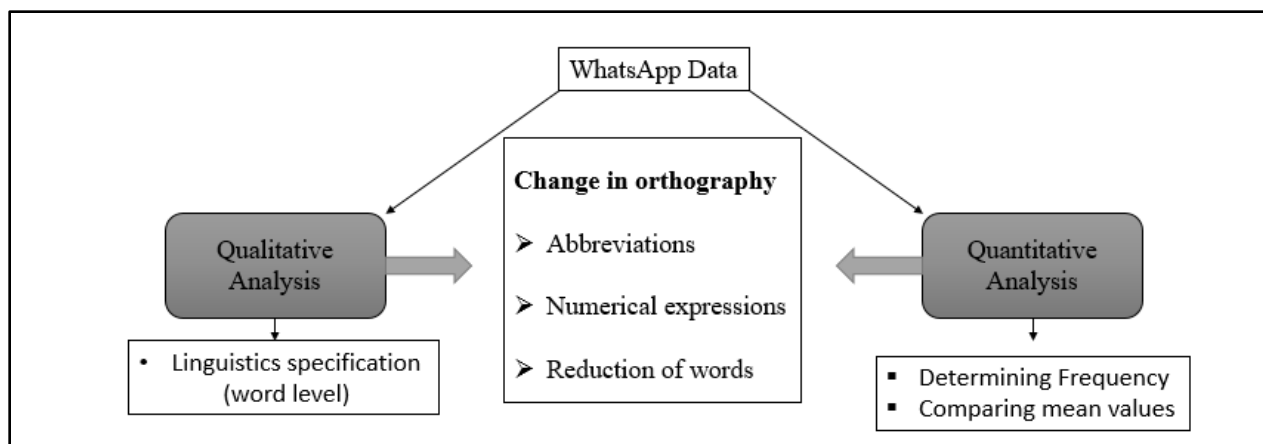 WhatsApp Data
Change in orthography
➤ Abbreviations
➤ Numerical expressions
➤ Reduction of words
Qualitative
Analysis
• Linguistics specification
(word level)
Quantitative
Analysis
▪ Determining Frequency
▪ Comparing mean values